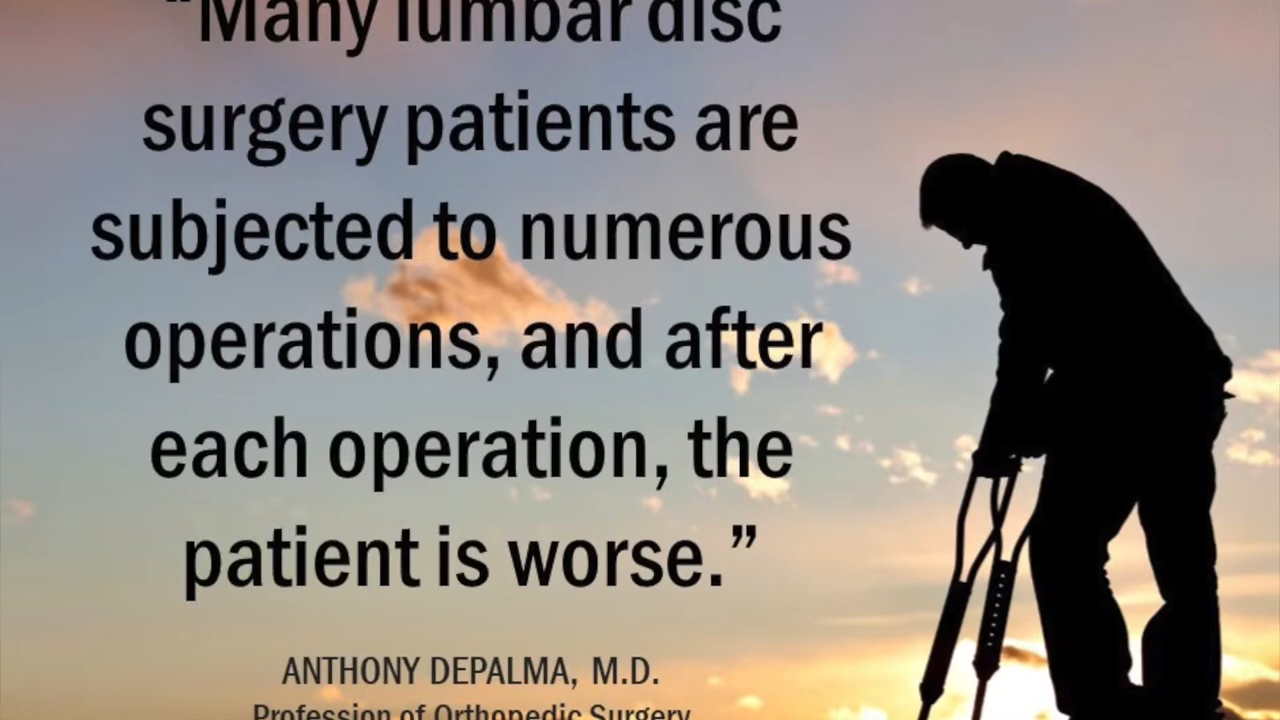 “Many lumbar disc
surgery patients are
subjected to numerous
operations, and after
each operation, the
patient is worse.”
ANTHONY DEPALMA, M.D.
Profession of Orthopedic Surgery